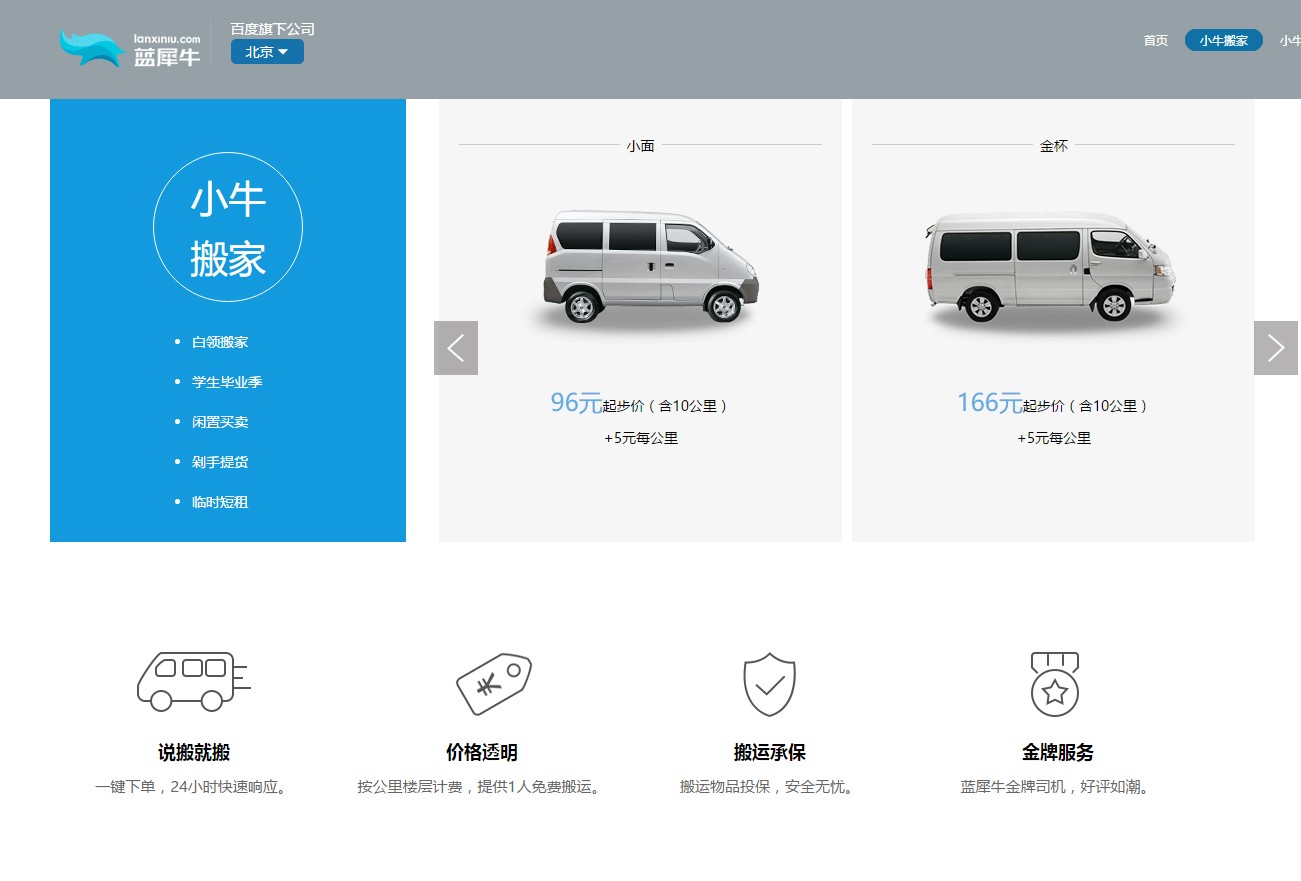 lanxiniu.com
蓝犀牛
百度旗下公司
北京
首页
小牛搬家
小牛
小牛
搬家
白领搬家
学生毕业季
闲置买卖
剁手提货
临时短租
小面
96元起步价（含10公里）
+5元每公里
金杯
166元起步价（含10公里）
+5元每公里
说搬就搬
一键下单，24小时快速响应。
价格透明
按公里楼层计费，提供1人免费搬运。
搬运承保
搬运物品投保，安全无忧。
金牌服务
蓝犀牛金牌司机，好评如潮。